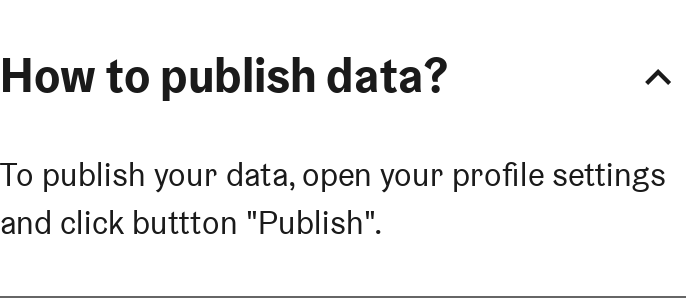 How to publish data?
To publish your data, open your profile settings
and click buttton "Publish".